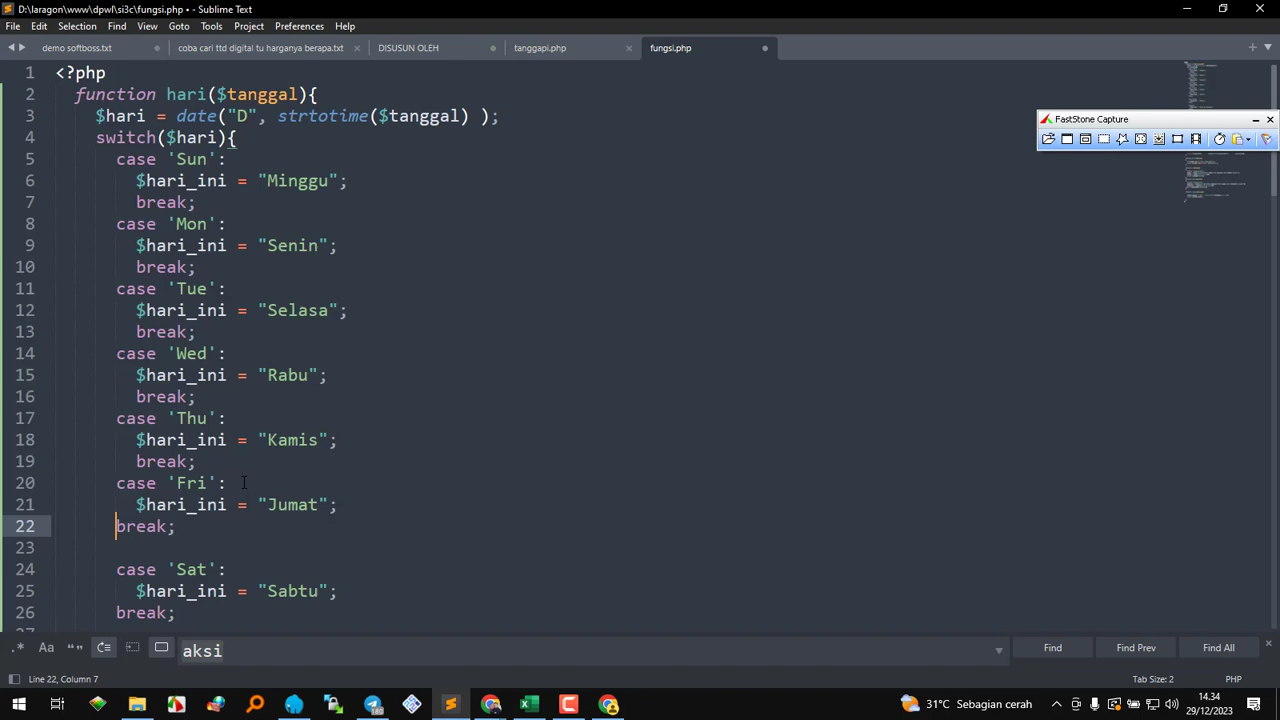 D:\laragon\www\dpwl\si3c\fungsi.php • - Sublime Text
File Edit Selection Find View Goto Tools Project Preferences Help
demo softboss.txt coba cari ttd digital tu harganya berapa.txt DISUSUN OLEH tanggapi.php fungsi.php
1 <?php
2 function hari($tanggal){
3 $hari = date("D", strtotime($tanggal) );
4 switch($hari){
5 case 'Sun':
6 $hari_ini = "Minggu";
7 break;
8 case 'Mon':
9 $hari_ini = "Senin";
10 break;
11 case 'Tue':
12 $hari_ini = "Selasa";
13 break;
14 case 'Wed':
15 $hari_ini = "Rabu";
16 break;
17 case 'Thu':
18 $hari_ini = "Kamis";
19 break;
20 case 'Fri':
21 $hari_ini = "Jumat";
22 break;
23
24 case 'Sat':
25 $hari_ini = "Sabtu";
26 break;
FastStone Capture
.* Aa “” aksi Find Find Prev Find All
Line 22, Column 7 Tab Size: 2 PHP
31°C Sebagian cerah 14.34
29/12/2023